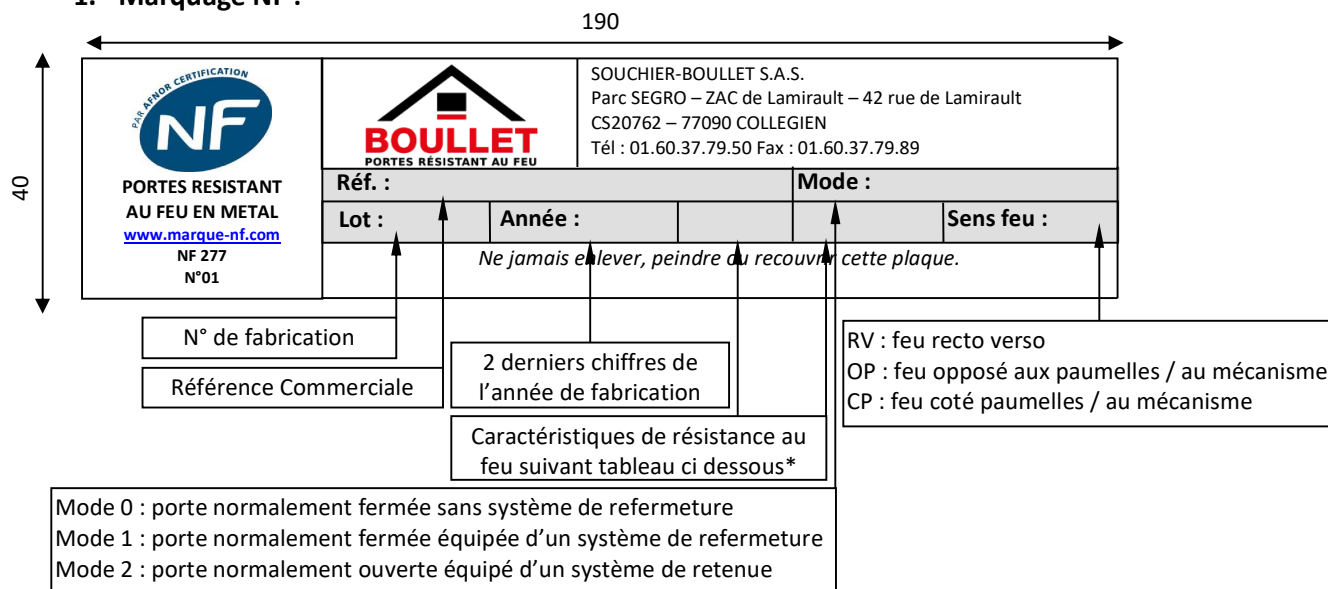 1. Marquage NF :
190
40
PAR AFNOR CERTIFICATION
NF
PORTES RESISTANT
AU FEU EN METAL
www.marque-nf.com
NF 277
N°01
BOULLET
PORTES RÉSISTANT AU FEU
SOUCHIER-BOULLET S.A.S.
Parc SEGRO – ZAC de Lamirault – 42 rue de Lamirault
CS20762 – 77090 COLLEGIEN
Tél : 01.60.37.79.50 Fax : 01.60.37.79.89
Réf. : Mode :
Lot : Année : Sens feu :
Ne jamais enlever, peindre ou recouvrir cette plaque.
N° de fabrication
Référence Commerciale
2 derniers chiffres de
l’année de fabrication
Caractéristiques de résistance au
feu suivant tableau ci dessous*
RV : feu recto verso
OP : feu opposé aux paumelles / au mécanisme
CP : feu coté paumelles / au mécanisme
Mode 0 : porte normalement fermée sans système de refermeture
Mode 1 : porte normalement fermée équipée d’un système de refermeture
Mode 2 : porte normalement ouverte équipé d’un système de retenue